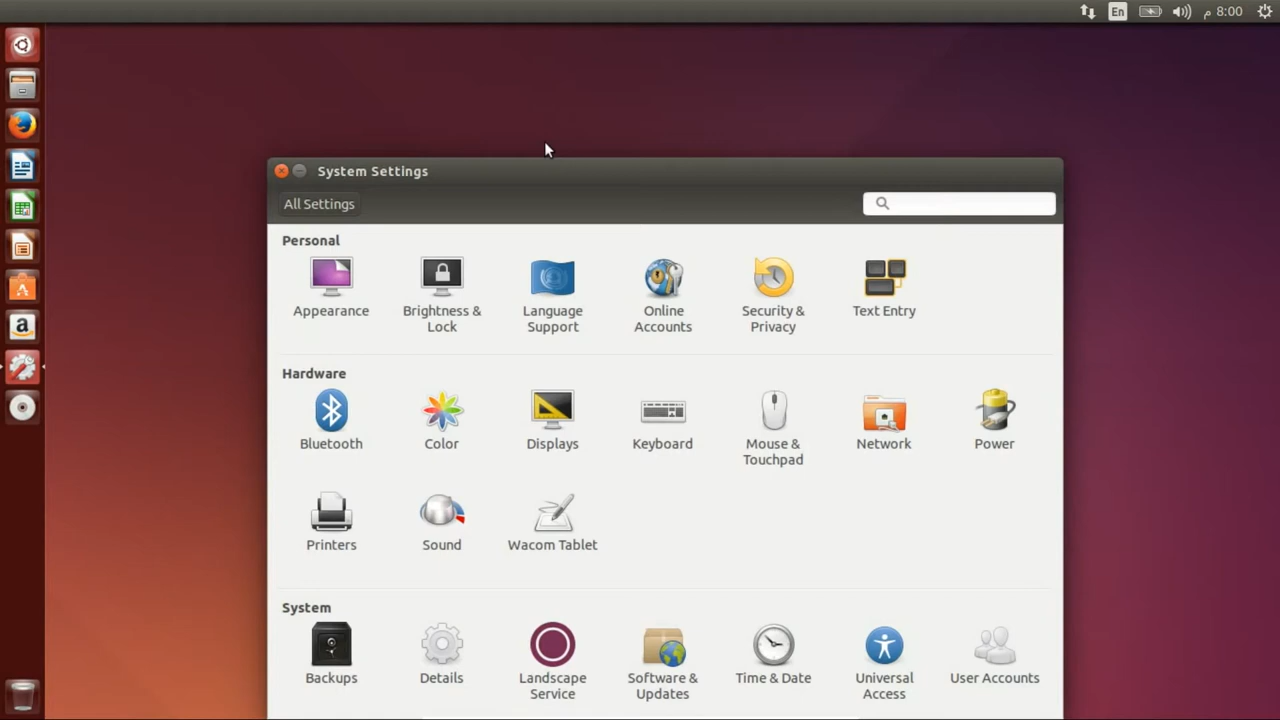 En م 8:00
System Settings
All Settings
Personal
Appearance
Brightness &
Lock
Language
Support
Online
Accounts
Security &
Privacy
Text Entry
Hardware
Bluetooth
Color
Displays
Keyboard
Mouse &
Touchpad
Network
Power
Printers
Sound
Wacom Tablet
System
Backups
Details
Landscape
Service
Software &
Updates
Time & Date
Universal
Access
User Accounts